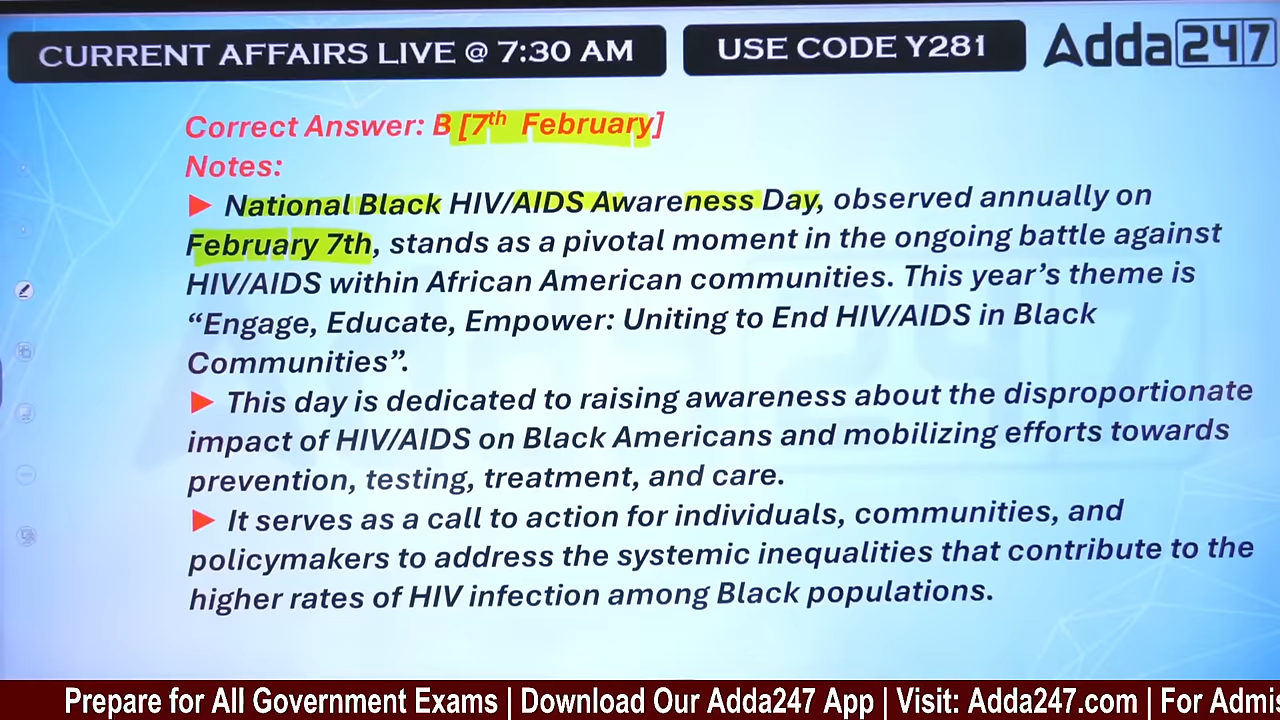 CURRENT AFFAIRS LIVE @ 7:30 AM
USE CODE Y281
Adda247
Correct Answer: B [7th February]
Notes:
► National Black HIV/AIDS Awareness Day, observed annually on
February 7th, stands as a pivotal moment in the ongoing battle against
HIV/AIDS within African American communities. This year’s theme is
“Engage, Educate, Empower: Uniting to End HIV/AIDS in Black
Communities”.
► This day is dedicated to raising awareness about the disproportionate
impact of HIV/AIDS on Black Americans and mobilizing efforts towards
prevention, testing, treatment, and care.
► It serves as a call to action for individuals, communities, and
policymakers to address the systemic inequalities that contribute to the
higher rates of HIV infection among Black populations.
Prepare for All Government Exams | Download Our Adda247 App | Visit: Adda247.com | For Admis